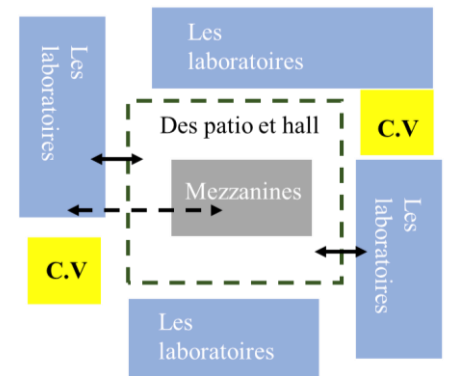 Les
laboratoires
Les
laboratoires
Des patio et hall
C.V
Mezzanines
Les
laboratoires
C.V
Les
laboratoires